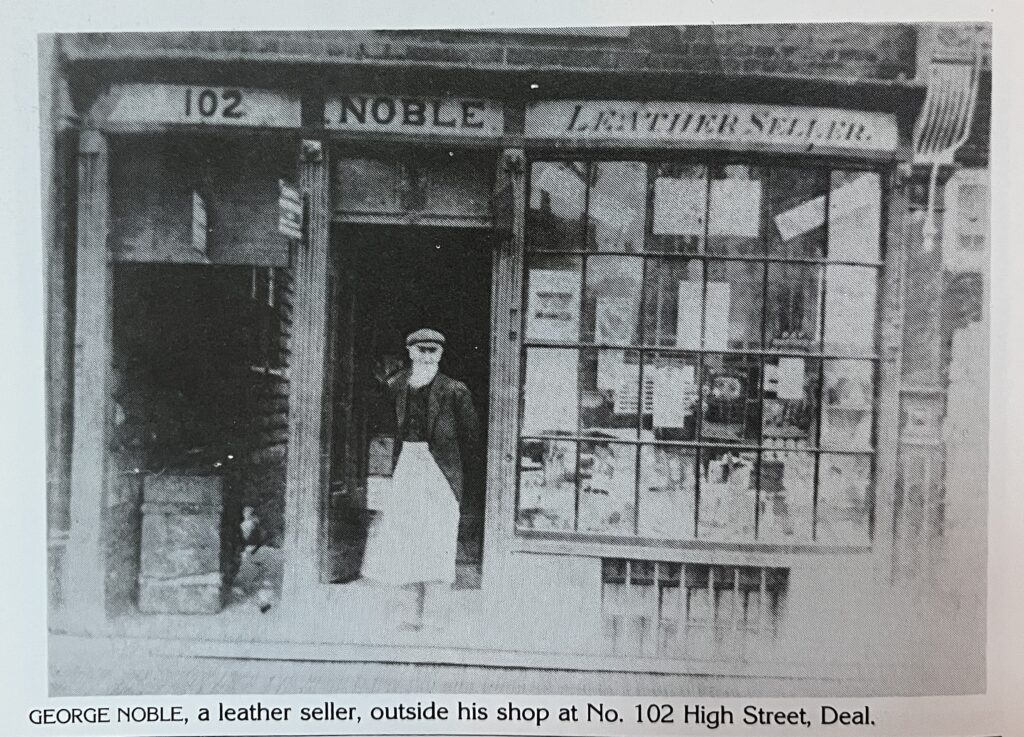 102 NOBLE LEATHER SELLER.
GEORGE NOBLE, a leather seller, outside his shop at No. 102 High Street, Deal.